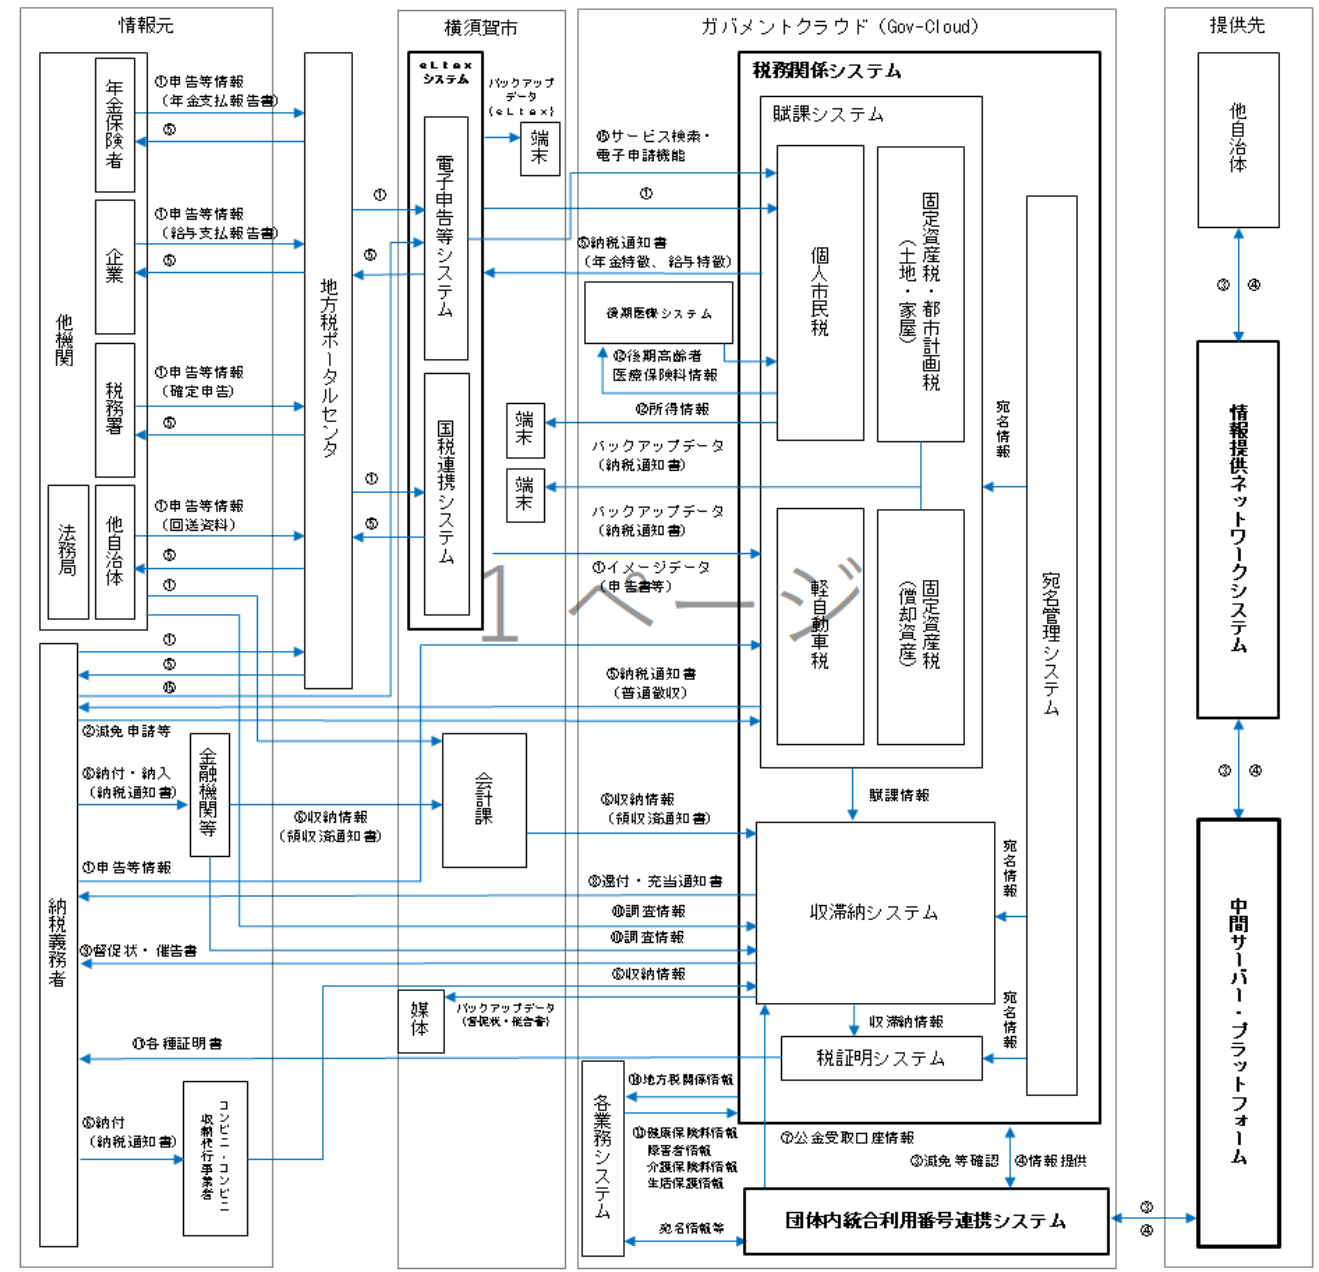 情報元
横須賀市
ガバメントクラウド（Gov-Cloud）
提供先
他機関
年金保険者
①申告等情報
（年金支払報告書）
⑤
企業
①申告等情報
（給与支払報告書）
⑤
税務署
①申告等情報
（確定申告）
⑤
法務局
他自治体
①申告等情報
（回送資料）
⑤
①
地方税ポータルセンタ
①
⑤
①
⑤
eLtax
システム
電子申告等システム
国税連携システム
バックアップ
データ
（eLtax）
端末
端末
端末
税務関係システム
賦課システム
個人市民税
固定資産税・都市計画税
（土地・家屋）
軽自動車税
固定資産税
（償却資産）
⑮サービス検索・
電子申請機能
①
⑤納税通知書
（年金特徴、給与特徴）
後期医療システム
⑫後期高齢者
医療保険料情報
⑫所得情報
バックアップデータ
（納税通知書）
バックアップデータ
（納税通知書）
①イメージデータ
（申告書等）
1 ページ
⑤納税通知書
（普通徴収）
宛名情報
宛名管理システム
納税義務者
①
⑤
⑮
②減免申請等
⑥納付・納入
（納税通知書）
金融機関等
⑥収納情報
（領収済通知書）
会計課
⑥収納情報
（領収済通知書）
賦課情報
①申告等情報
⑧還付・充当通知書
⑩調査情報
⑩調査情報
⑨督促状・催告書
⑥収納情報
収滞納システム
宛名情報
媒体
バックアップデータ
（督促状・催告書）
収滞納情報
宛名情報
⑪各種証明書
税証明システム
⑥納付
（納税通知書）
コンビニ・コンビニ
収納代行事業者
各業務システム
⑬地方税関係情報
健康保険料情報
障害者情報
介護保険料情報
生活保護情報
宛名情報等
⑦公金受取口座情報
③減免等確認
④情報提供
団体内統合利用番号連携システム
③
④
他自治体
③
④
情報提供ネットワークシステム
③
④
中間サーバー・プラットフォーム